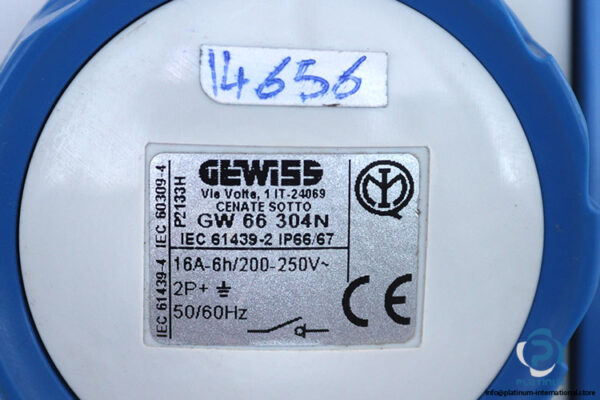 14656
GEWISS
Via Volta, 1 IT-24069
CENATE SOTTO
GW 66 304N
IEC 61439-2 IP66/67
16A-6h/200-250V~
2P+
50/60Hz
IEC 61439-4 IEC 60309-4
P2133H
CE
PLATINUM
info@platinum-international.store